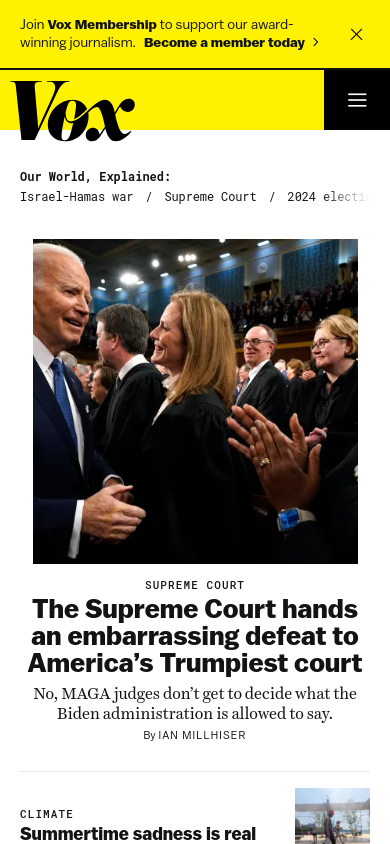 Join Vox Membership to support our award-
winning journalism. Become a member today
Vox
Our World, Explained:
Israel-Hamas war / Supreme Court / 2024 electi
SUPREME COURT
The Supreme Court hands
an embarrassing defeat to
America’s Trumpiest court
No, MAGA judges don’t get to decide what the
Biden administration is allowed to say.
By IAN MILLHISER
CLIMATE
Summertime sadness is real